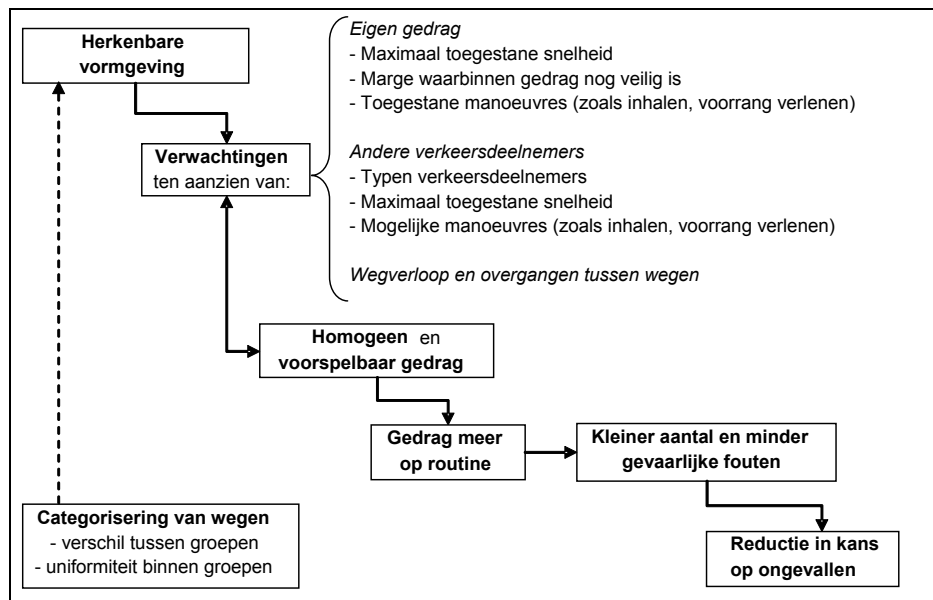 Herkenbare
vormgeving
Verwachtingen
ten aanzien van:
Eigen gedrag
- Maximaal toegestane snelheid
- Marge waarbinnen gedrag nog veilig is
- Toegestane manoeuvres (zoals inhalen, voorrang verlenen)
Andere verkeersdeelnemers
- Typen verkeersdeelnemers
- Maximaal toegestane snelheid
- Mogelijke manoeuvres (zoals inhalen, voorrang verlenen)
Wegverloop en overgangen tussen wegen
Homogeen en
voorspelbaar gedrag
Gedrag meer
op routine
Kleiner aantal en minder
gevaarlijke fouten
Categorisering van wegen
- verschil tussen groepen
- uniformiteit binnen groepen
Reductie in kans
op ongevallen